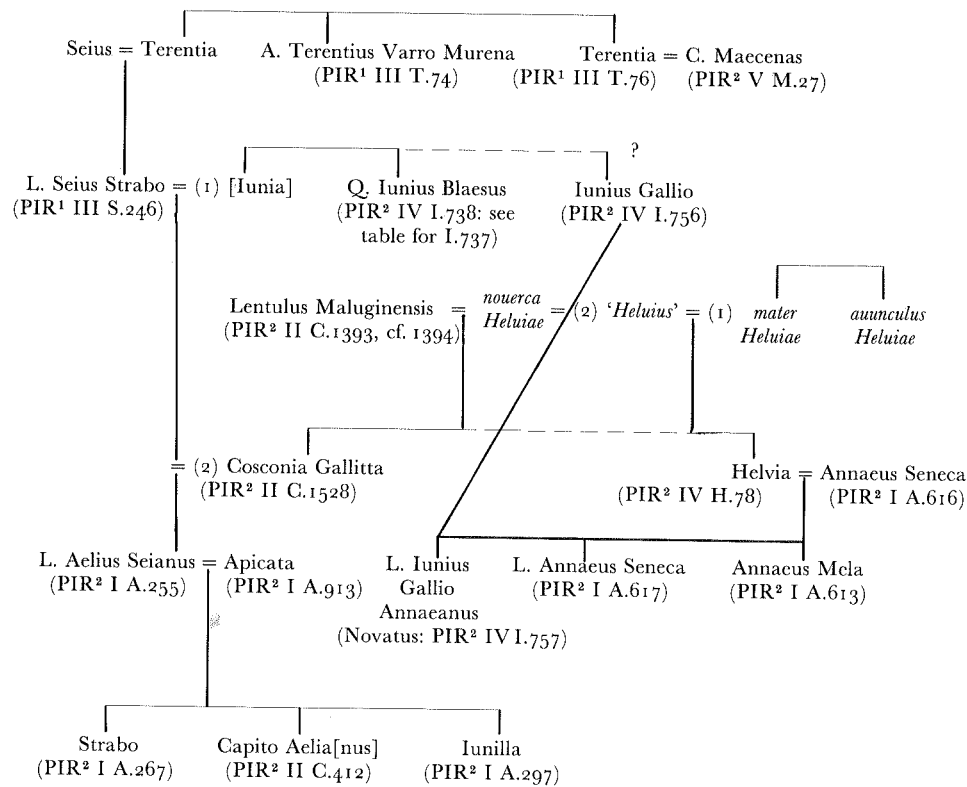 Seius = Terentia A. Terentius Varro Murena Terentia = C. Maecenas
(PIR¹ III T.74) (PIR¹ III T.76) (PIR² V M.27)
?
L. Seius Strabo = (1) [Iunia] Q. Iunius Blaesus Iunius Gallio
(PIR¹ III S.246) (PIR² IV I.738: see (PIR² IV I.756)
table for I.737)
Lentulus Maluginensis = nouerca = (2) 'Heluius' = (1) mater auunculus
(PIR² II C.1393, cf. 1394) Heluiae Heluiae Heluiae
= (2) Cosconia Gallitta Helvia = Annaeus Seneca
(PIR² II C.1528) (PIR² IV H.78) (PIR² I A.616)
L. Aelius Seianus = Apicata L. Iunius L. Annaeus Seneca Annaeus Mela
(PIR² I A.255) (PIR² I A.913) Gallio (PIR² I A.617) (PIR² I A.613)
Annaeanus
(Novatus: PIR² IV I.757)
Strabo Capito Aelia[nus] Iunilla
(PIR² I A.267) (PIR² II C.412) (PIR² I A.297)